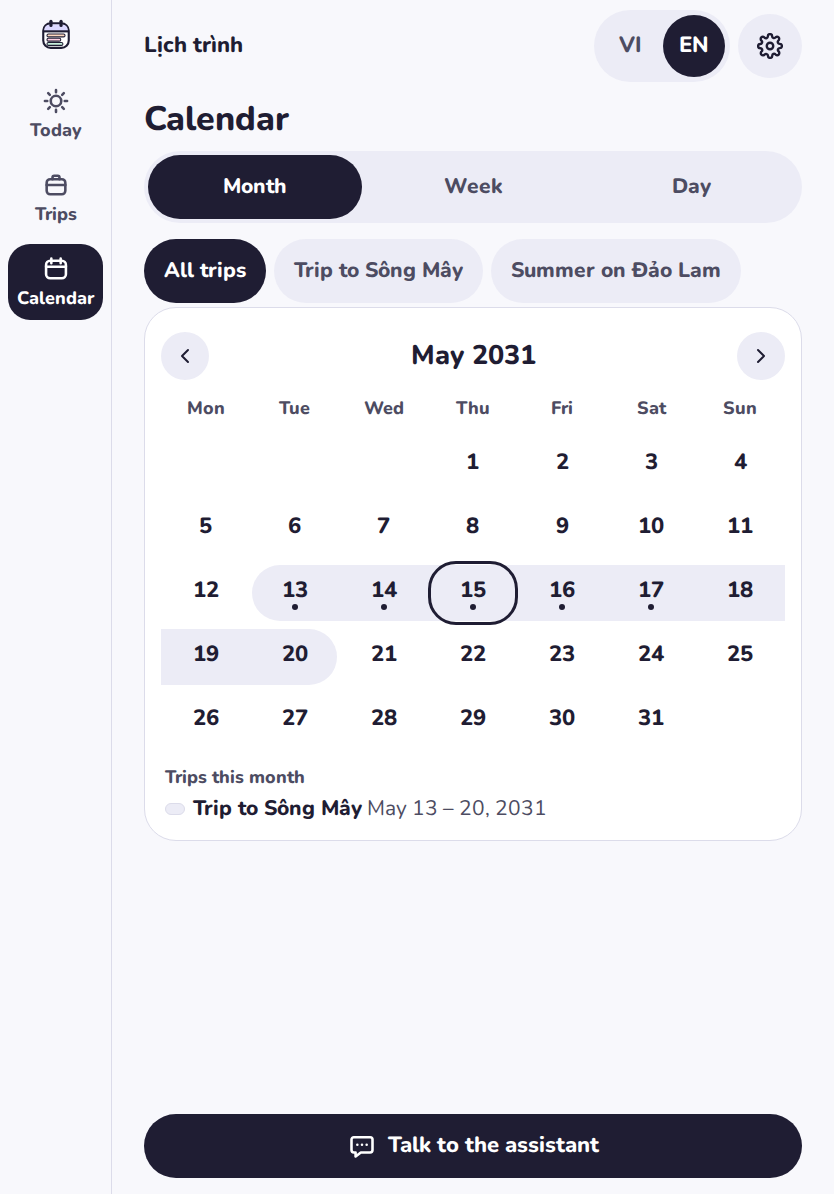 Lịch trình
VI EN
Today
Trips
Calendar
Calendar
Month Week Day
All trips Trip to Sông Mây Summer on Đảo Lam
May 2031
Mon Tue Wed Thu Fri Sat Sun
1 2 3 4
5 6 7 8 9 10 11
12 13 14 15 16 17 18
19 20 21 22 23 24 25
26 27 28 29 30 31
Trips this month
Trip to Sông Mây May 13 – 20, 2031
Talk to the assistant